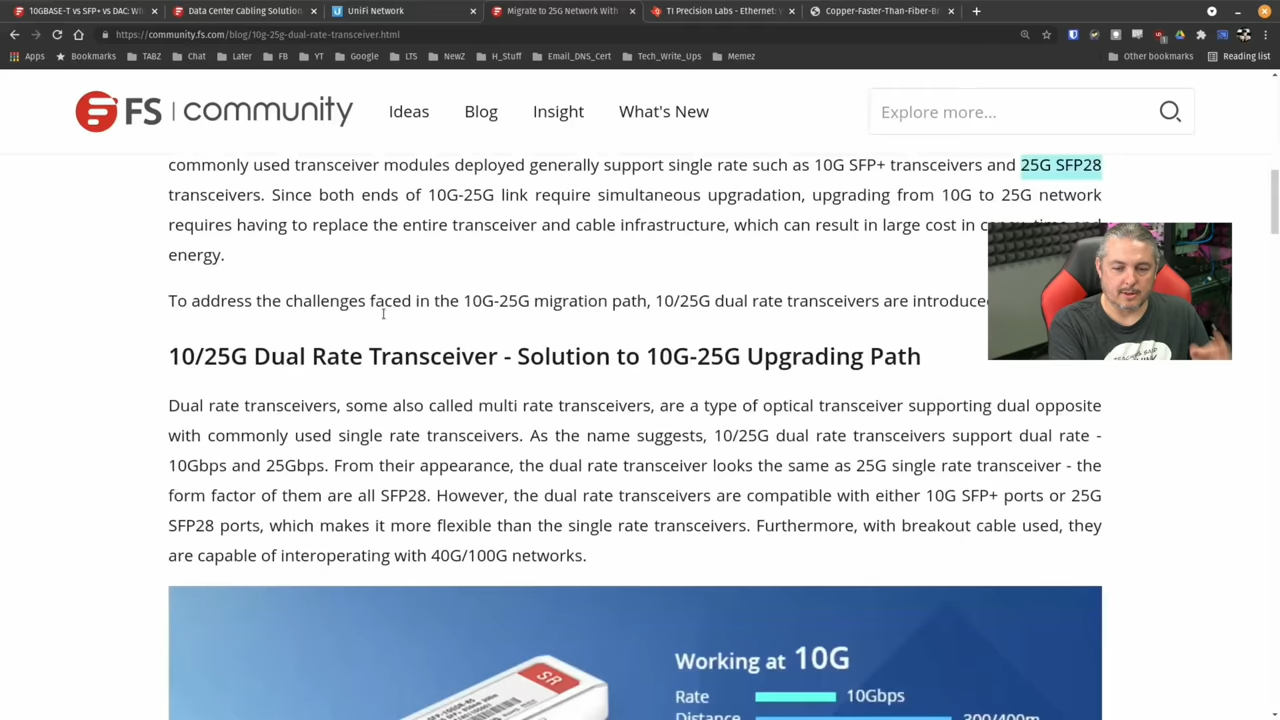 10GBASE-T vs SFP+ vs DAC: Wh
Data Center Cabling Solution
UniFi Network
Migrate to 25G Network With
TI Precision Labs - Ethernet:
Copper-Faster-Than-Fiber-Br
https://community.fs.com/blog/10g-25g-dual-rate-transceiver.html
Apps Bookmarks TABZ Chat Later FB YT Google LTS NewZ H_Stuff Email_DNS_Cert Tech_Write_Ups Memez Other bookmarks Reading list
FS | community Ideas Blog Insight What's New Explore more...
commonly used transceiver modules deployed generally support single rate such as 10G SFP+ transceivers and 25G SFP28
transceivers. Since both ends of 10G-25G link require simultaneous upgradation, upgrading from 10G to 25G network
requires having to replace the entire transceiver and cable infrastructure, which can result in large cost in
energy.
To address the challenges faced in the 10G-25G migration path, 10/25G dual rate transceivers are introduced
10/25G Dual Rate Transceiver - Solution to 10G-25G Upgrading Path
Dual rate transceivers, some also called multi rate transceivers, are a type of optical transceiver supporting dual opposite
with commonly used single rate transceivers. As the name suggests, 10/25G dual rate transceivers support dual rate -
10Gbps and 25Gbps. From their appearance, the dual rate transceiver looks the same as 25G single rate transceiver - the
form factor of them are all SFP28. However, the dual rate transceivers are compatible with either 10G SFP+ ports or 25G
SFP28 ports, which makes it more flexible than the single rate transceivers. Furthermore, with breakout cable used, they
are capable of interoperating with 40G/100G networks.
SR
Working at 10G
Rate 10Gbps
Distance 300/400m